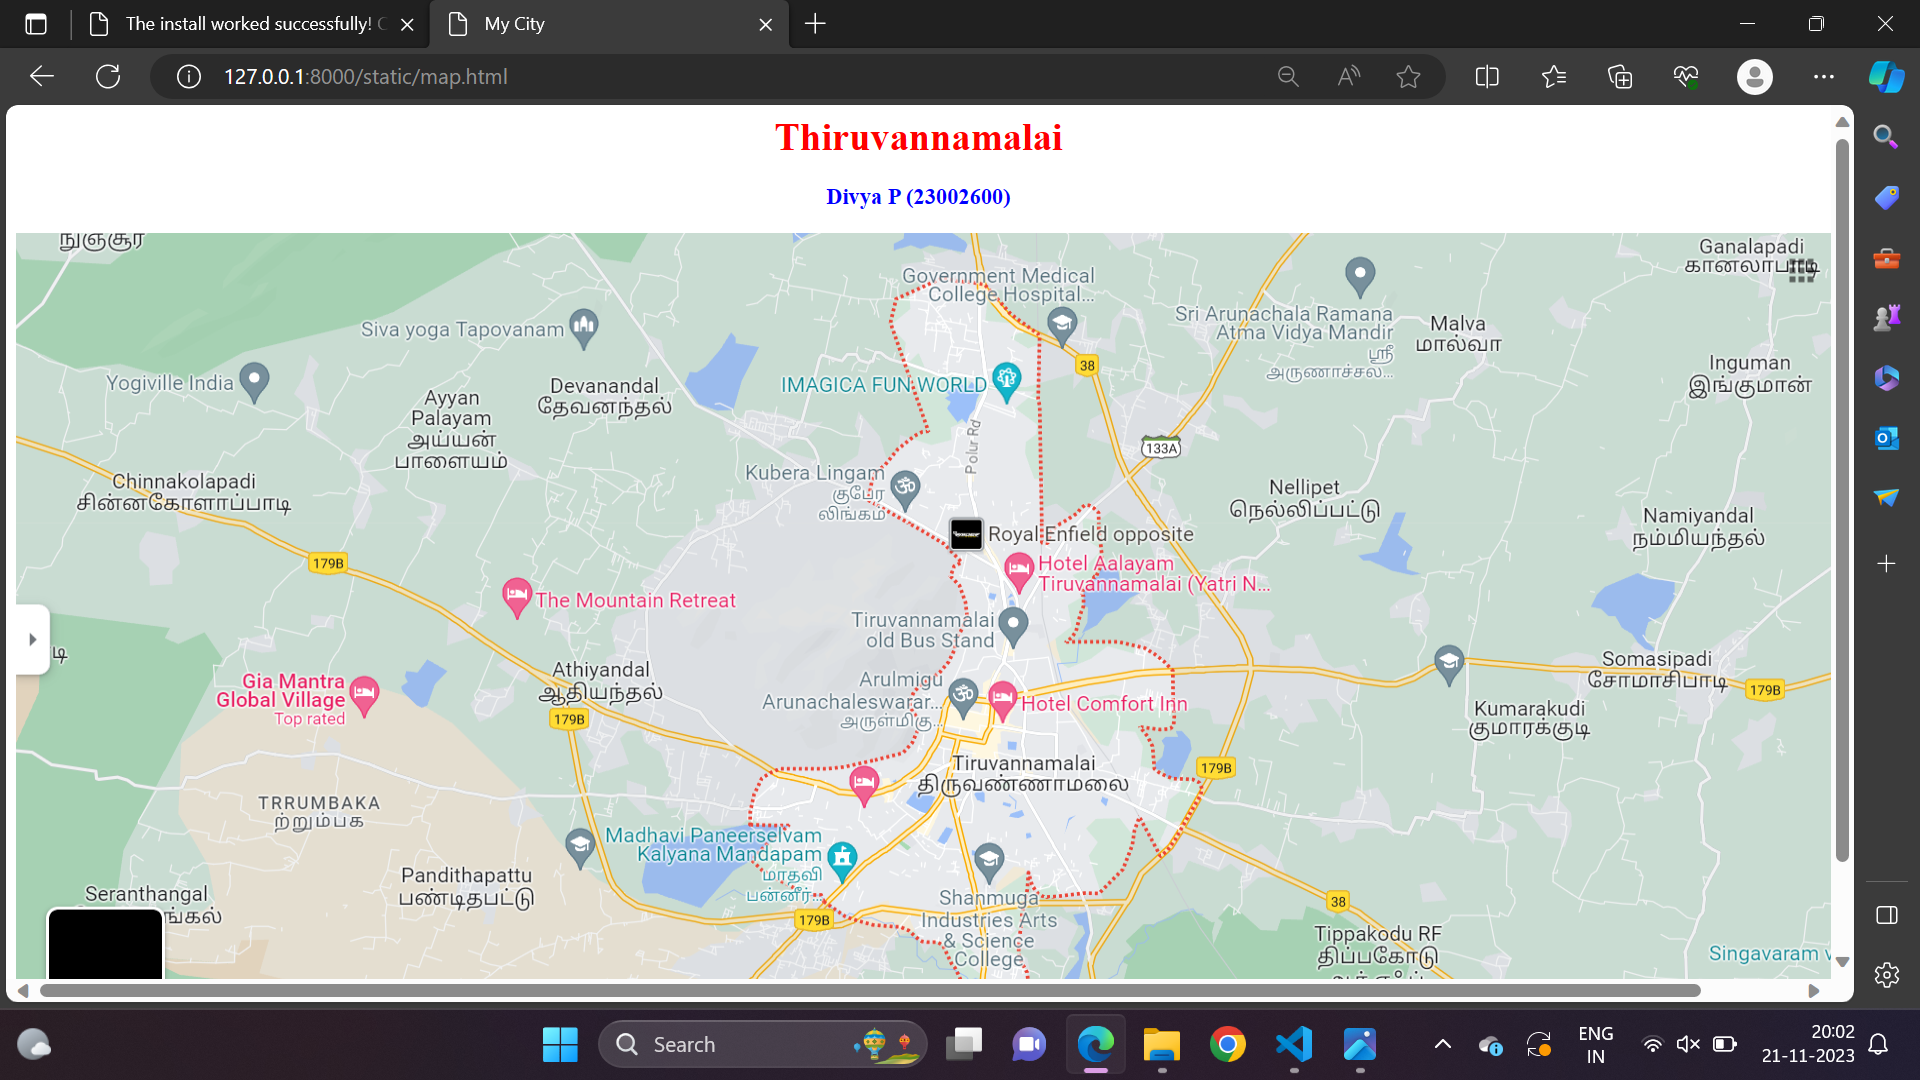 The install worked successfully!
My City
127.0.0.1:8000/static/map.html
Thiruvannamalai
Divya P (23002600)
நுஞ்சூர்
Government Medical
College Hospital...
Ganalapadi
கானலாபாடி
Siva yoga Tapovanam
Sri Arunachala Ramana
Atma Vidya Mandir
ஸ்ரீ
அருணாச்சல...
Malva
மால்வா
38
Inguman
இங்குமான்
Yogiville India
IMAGICA FUN WORLD
Devanandal
தேவனந்தல்
Ayyan
Palayam
அய்யன்
பாளையம்
Polur Rd
133A
Kubera Lingam
குபேர
லிங்கம்
Chinnakolapadi
சின்னகோளாப்பாடி
Nellipet
நெல்லிப்பட்டு
Namiyandal
நம்மியந்தல்
Royal Enfield opposite
179B
Hotel Aalayam
Tiruvannamalai (Yatri N...
The Mountain Retreat
Tiruvannamalai
old Bus Stand
டி
Athiyandal
ஆதியந்தல்
Somasipadi
சோமாசிபாடி
179B
Gia Mantra
Global Village
Top rated
Arulmigu
Arunachaleswarar...
அருள்மிகு...
Hotel Comfort Inn
179B
Kumarakudi
குமாரக்குடி
Tiruvannamalai
திருவண்ணாமலை
179B
TRRUMBAKA
ற்றும்பக
Madhavi Paneerselvam
Kalyana Mandapam
மாதவி
பன்னீர்...
Pandithapattu
பண்டிதபட்டு
Seranthangal
ங்கல்
179B
Shanmuga
Industries Arts
& Science
College
38
Tippakodu RF
திப்பகோடு
Singavaram
Search
ENG
IN
20:02
21-11-2023